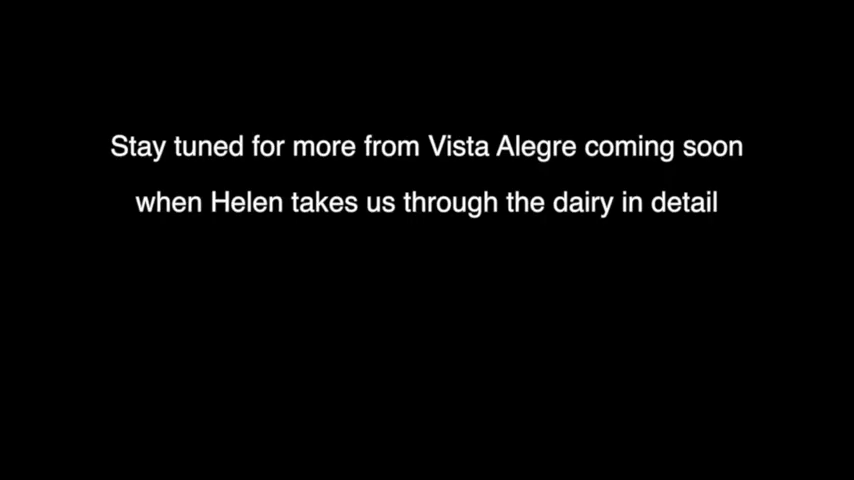 Stay tuned for more from Vista Alegre coming soon
when Helen takes us through the dairy in detail